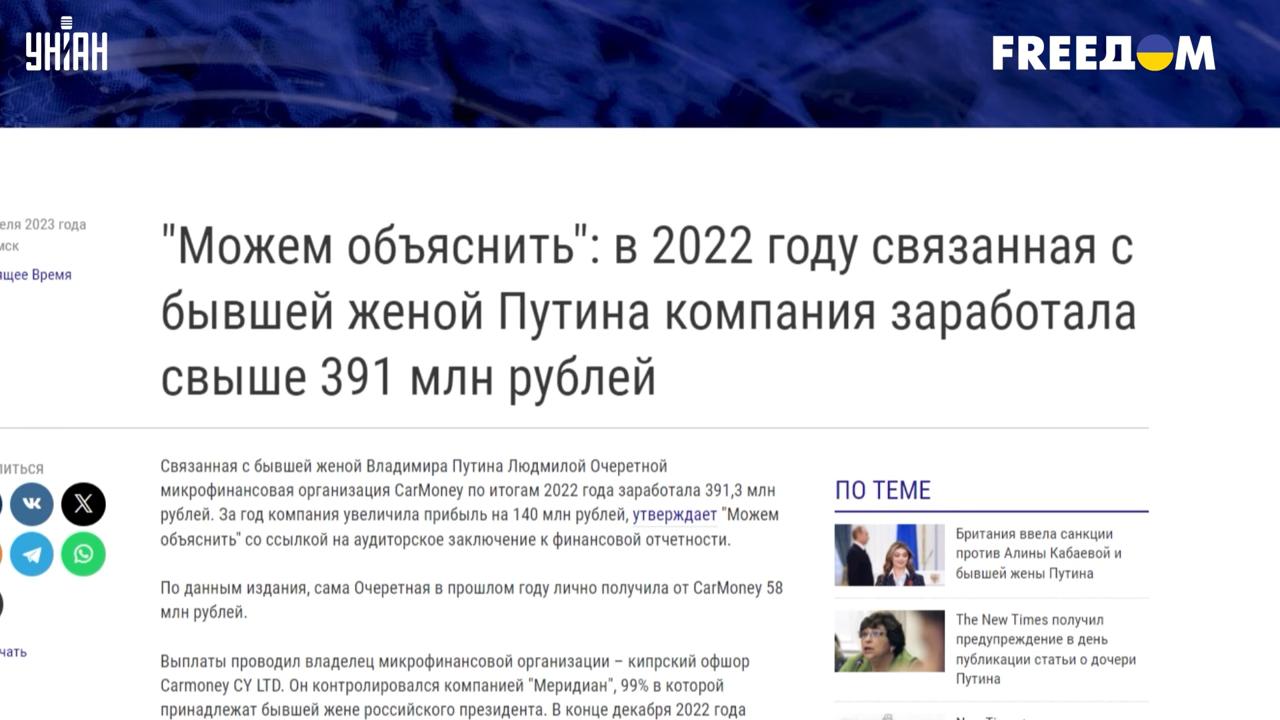 УНІАН
FREEДОМ
еля 2023 года
мск
ящее Время
"Можем объяснить": в 2022 году связанная с
бывшей женой Путина компания заработала
свыше 391 млн рублей
литься
чать
Связанная с бывшей женой Владимира Путина Людмилой Очеретной
микрофинансовая организация CarMoney по итогам 2022 года заработала 391,3 млн
рублей. За год компания увеличила прибыль на 140 млн рублей, утверждает "Можем
объяснить" со ссылкой на аудиторское заключение к финансовой отчетности.
По данным издания, сама Очеретная в прошлом году лично получила от CarMoney 58
млн рублей.
Выплаты проводил владелец микрофинансовой организации – кипрский офшор
Carmoney CY LTD. Он контролировался компанией "Меридиан", 99% в которой
принадлежат бывшей жене российского президента. В конце декабря 2022 года
ПО ТЕМЕ
Британия ввела санкции
против Алины Кабаевой и
бывшей жены Путина
The New Times получил
предупреждение в день
публикации статьи о дочери
Путина